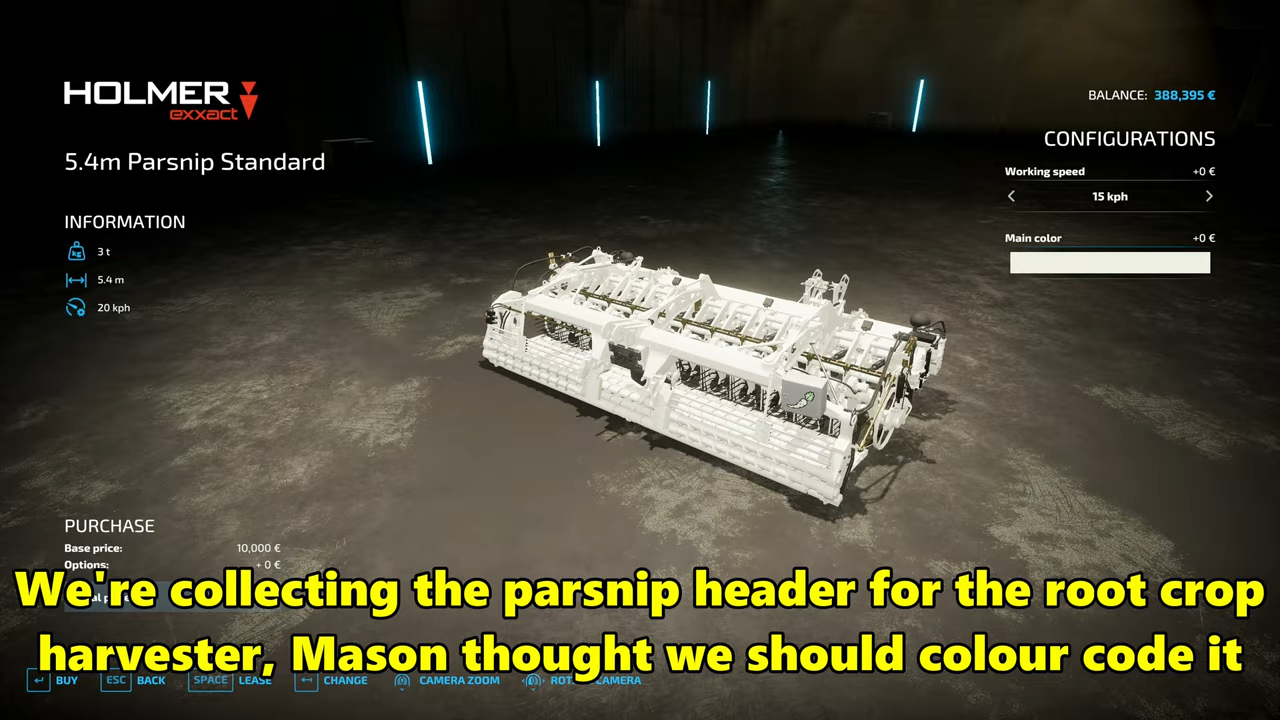 HOLMER
exxact
5.4m Parsnip Standard
INFORMATION
kg 3 t
5.4 m
20 kph
BALANCE: 388,395 €
CONFIGURATIONS
Working speed +0 €
15 kph
Main color +0 €
PURCHASE
Base price: 10,000 €
Options: + 0 €
We're collecting the parsnip header for the root crop
harvester, Mason thought we should colour code it
BUY ESC BACK SPACE LEASE CHANGE CAMERA ZOOM CAMERA